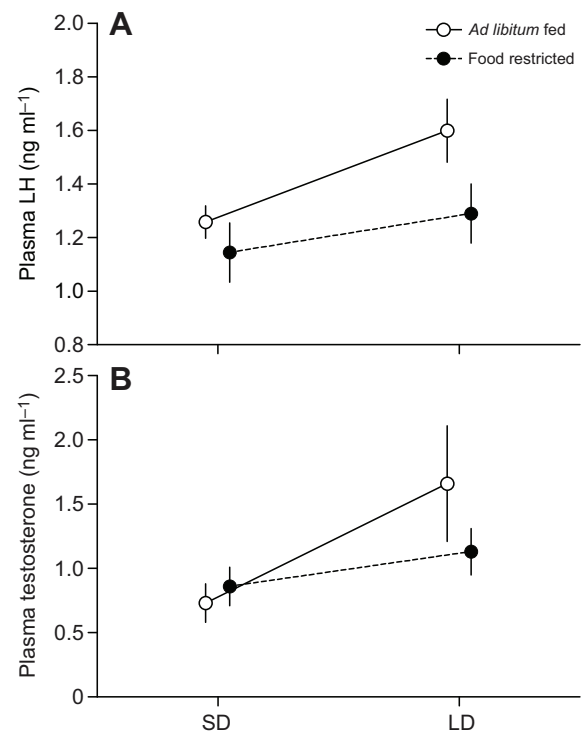 A
Ad libitum fed
Food restricted
Plasma LH (ng ml–1)
2.0
1.8
1.6
1.4
1.2
1.0
0.8
B
Plasma testosterone (ng ml–1)
2.5
2.0
1.5
1.0
0.5
0
SD LD